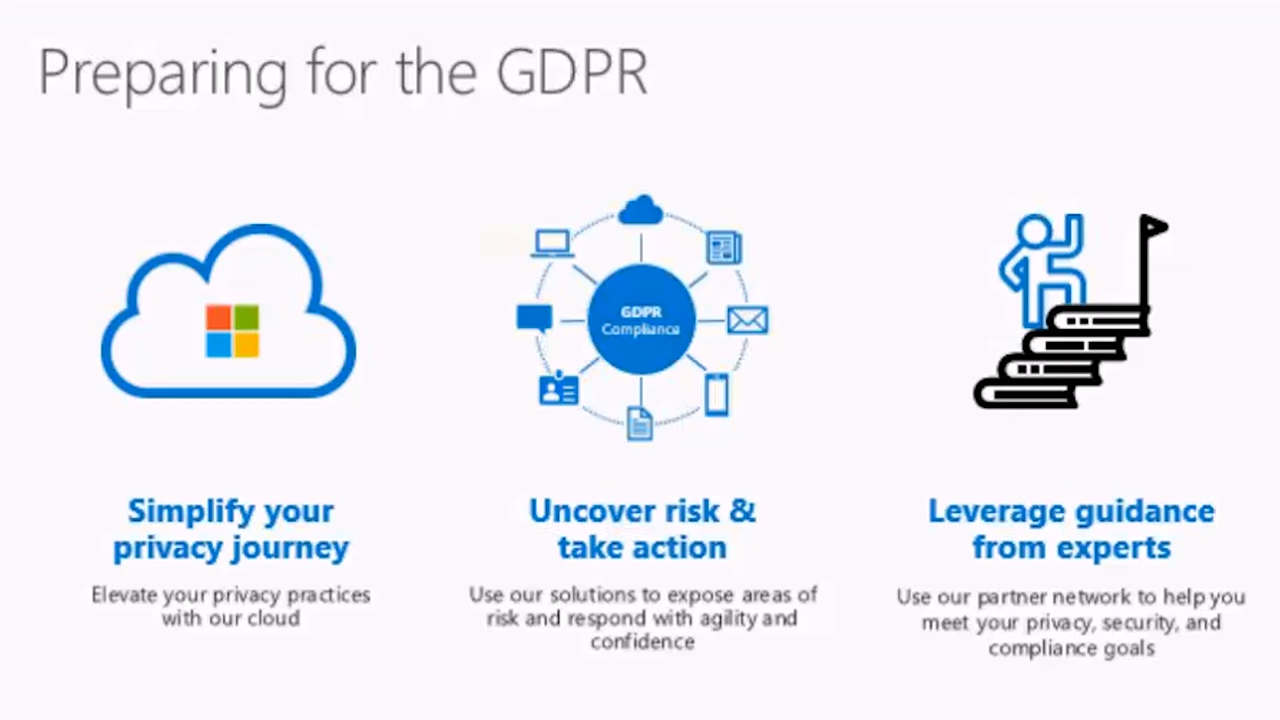 Preparing for the GDPR
GDPR
Compliance
Simplify your
privacy journey
Elevate your privacy practices
with our cloud
Uncover risk &
take action
Use our solutions to expose areas of
risk and respond with agility and
confidence
Leverage guidance
from experts
Use our partner network to help you
meet your privacy, security, and
compliance goals